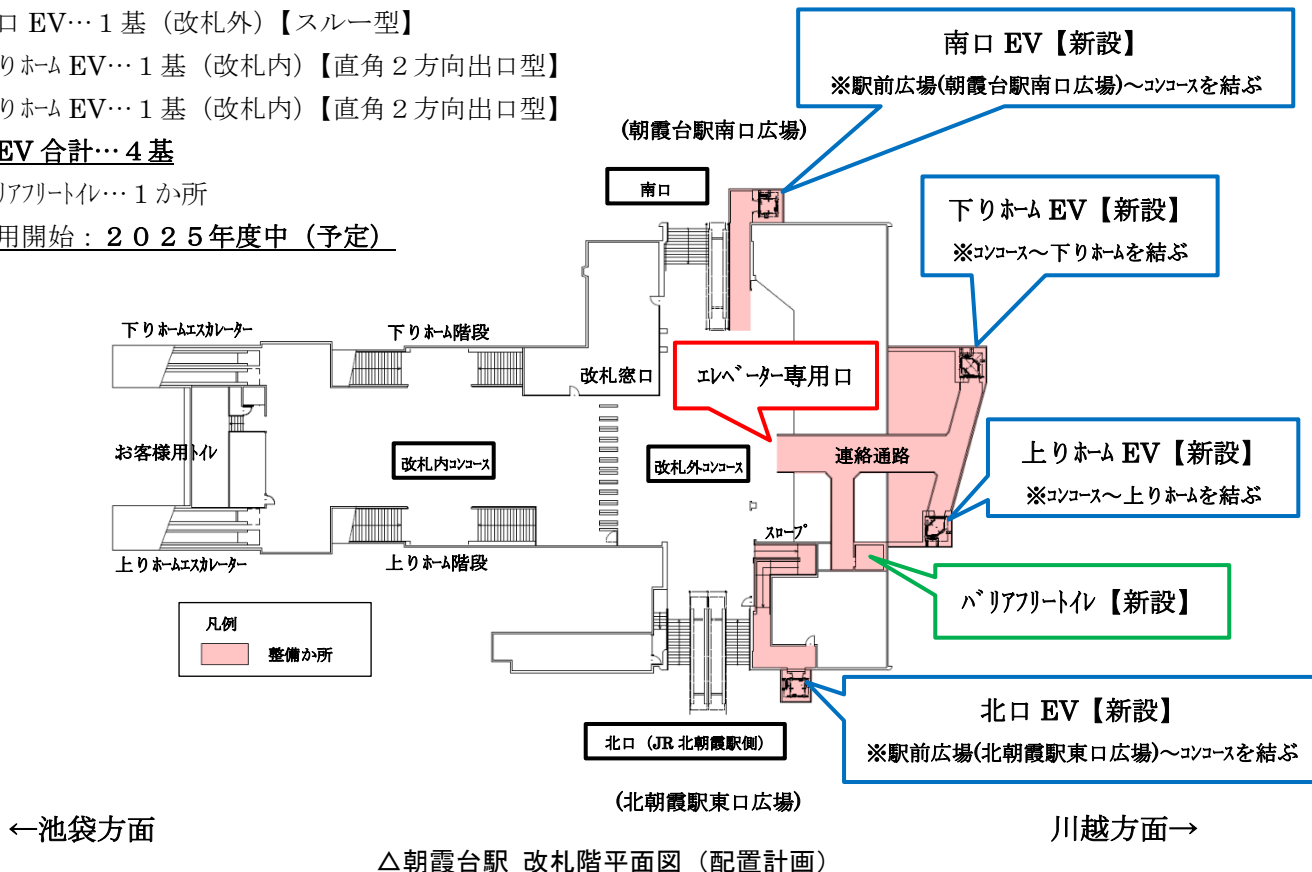 口 EV…１基（改札外）【スルー型】
りホーム EV…１基（改札内）【直角２方向出口型】
りホーム EV…１基（改札内）【直角２方向出口型】
EV 合計…４基
リアフリートイレ…１か所
用開始：２０２５年度中（予定）
南口 EV【新設】
※駅前広場(朝霞台駅南口広場)～コンコースを結ぶ
(朝霞台駅南口広場)
南口
下りホーム EV【新設】
※コンコース～下りホームを結ぶ
下りホームエスカレーター
下りホーム階段
改札窓口
エレベーター専用口
お客様用トイレ
改札内コンコース
改札外コンコース
連絡通路
上りホーム EV【新設】
※コンコース～上りホームを結ぶ
スロープ
上りホームエスカレーター
上りホーム階段
バリアフリートイレ【新設】
凡例
整備か所
北口 EV【新設】
※駅前広場(北朝霞駅東口広場)～コンコースを結ぶ
北口（JR 北朝霞駅側）
(北朝霞駅東口広場)
←池袋方面
川越方面→
△朝霞台駅 改札階平面図（配置計画）